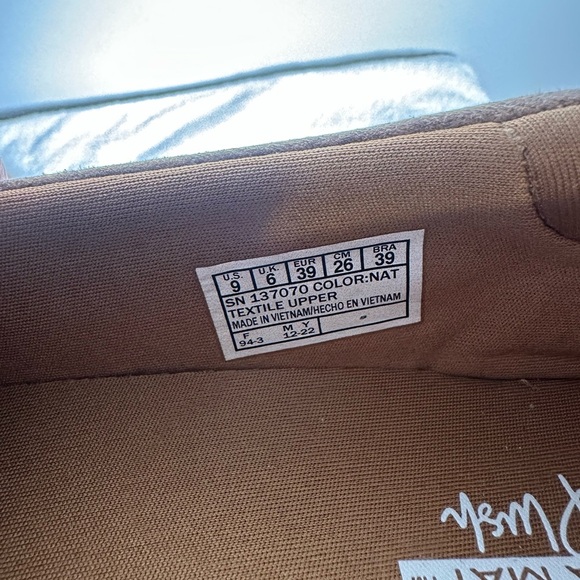 U.S. U.K. EUR CM BRA
9 6 39 26 39
SN 137070 COLOR:NAT
TEXTILE UPPER
MADE IN VIETNAM/HECHO EN VIETNAM
F M Y
94-3 12-22